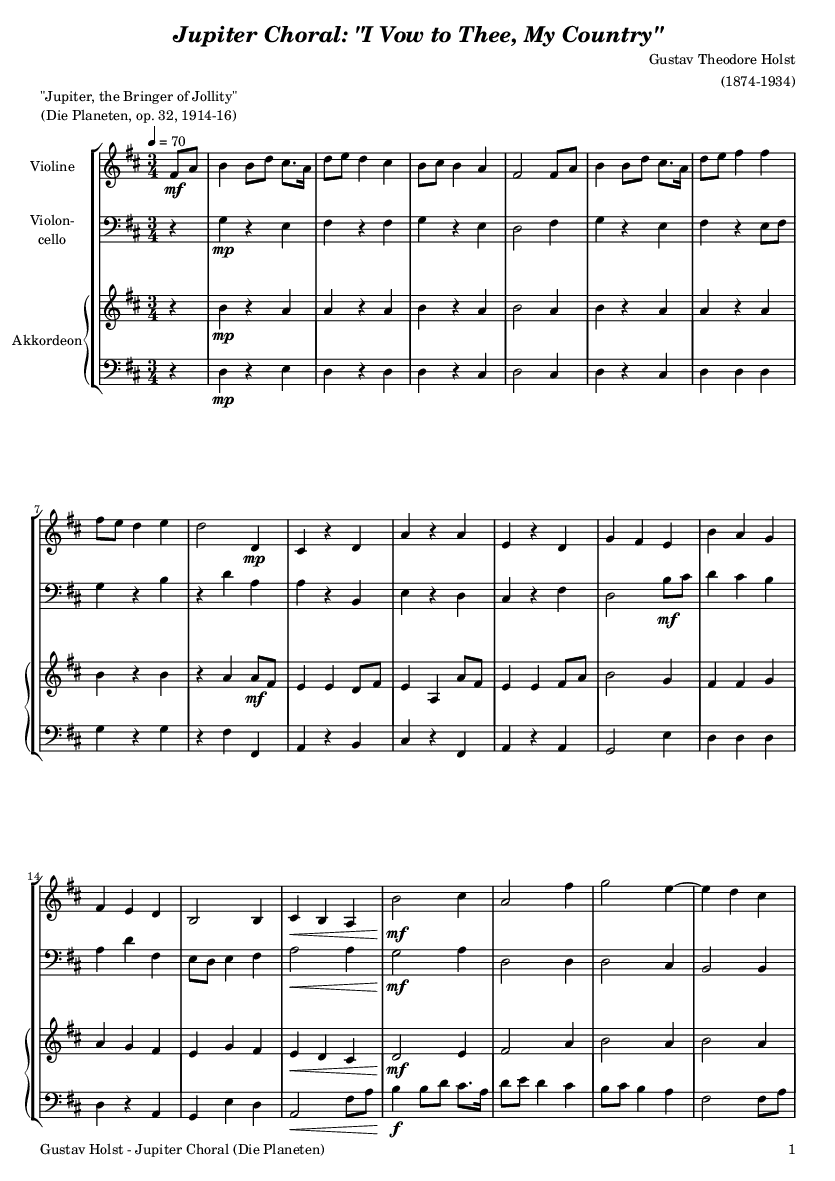 Jupiter Choral: "I Vow to Thee, My Country"
Gustav Theodore Holst
(1874-1934)
"Jupiter, the Bringer of Jollity"
(Die Planeten, op. 32, 1914-16)
= 70
Violine
mf
Violon-
cello
mp
Akkordeon
mp
mp
7
mp
mf
mf
14
mf
mf
mf
f
Gustav Holst - Jupiter Choral (Die Planeten)
1